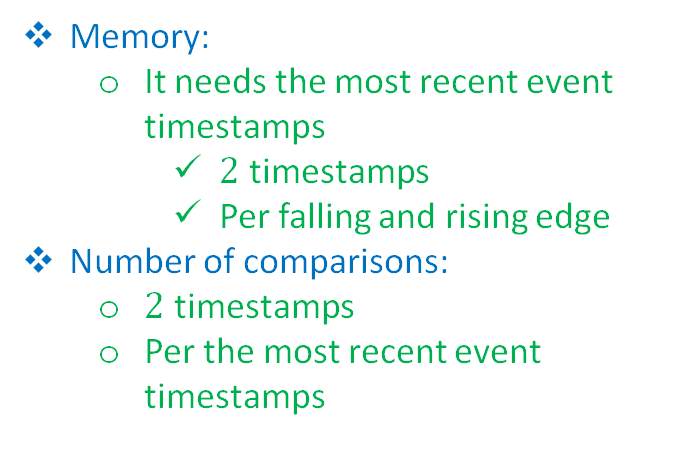 ❖ Memory:
o It needs the most recent event
timestamps
✓ 2 timestamps
✓ Per falling and rising edge
❖ Number of comparisons:
o 2 timestamps
o Per the most recent event
timestamps